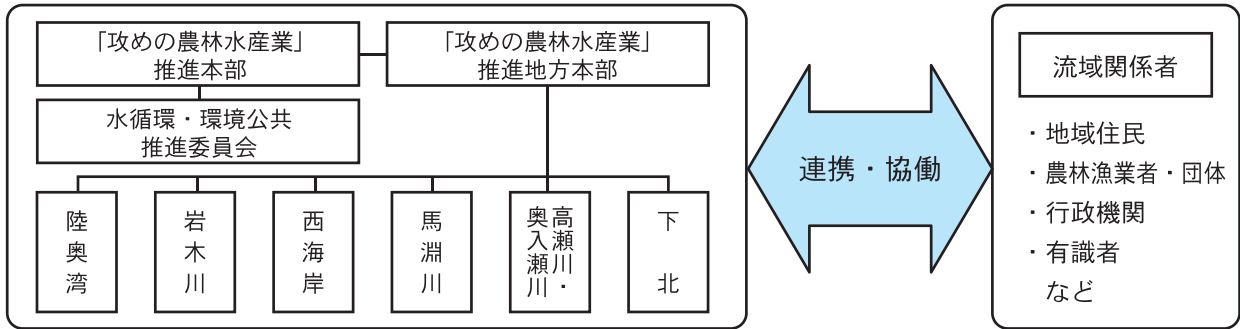 「攻めの農林水産業」
推進本部
「攻めの農林水産業」
推進地方本部
水循環・環境公共
推進委員会
陸奥湾
岩木川
西海岸
馬淵川
高瀬川・
奥入瀬川
下北
連携・協働
流域関係者
・地域住民
・農林漁業者・団体
・行政機関
・有識者
など